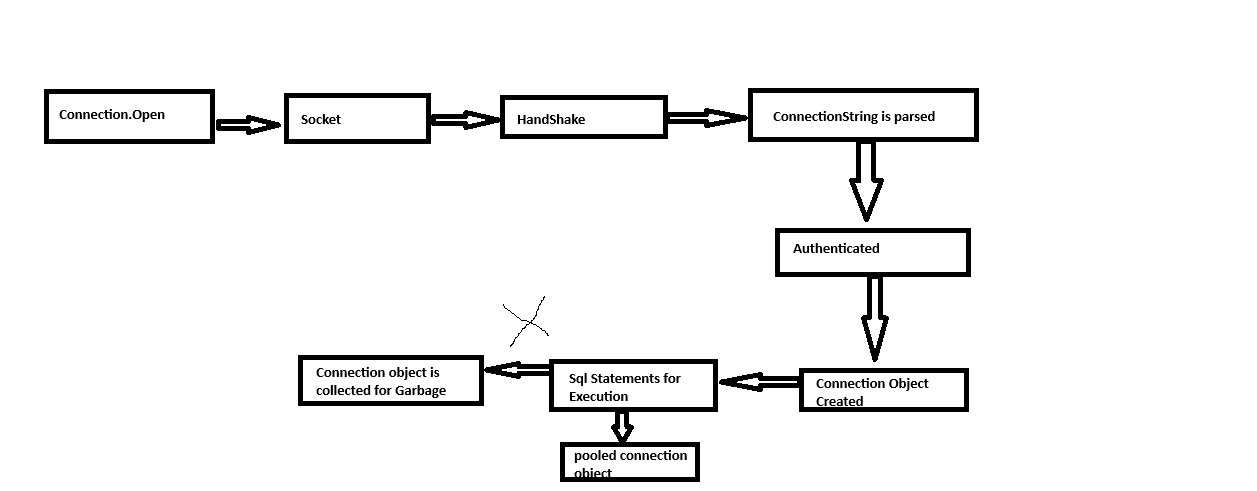 Connection.Open
Socket
HandShake
ConnectionString is parsed
Authenticated
Connection Object
Created
Sql Statements for
Execution
Connection object is
collected for Garbage
pooled connection
object